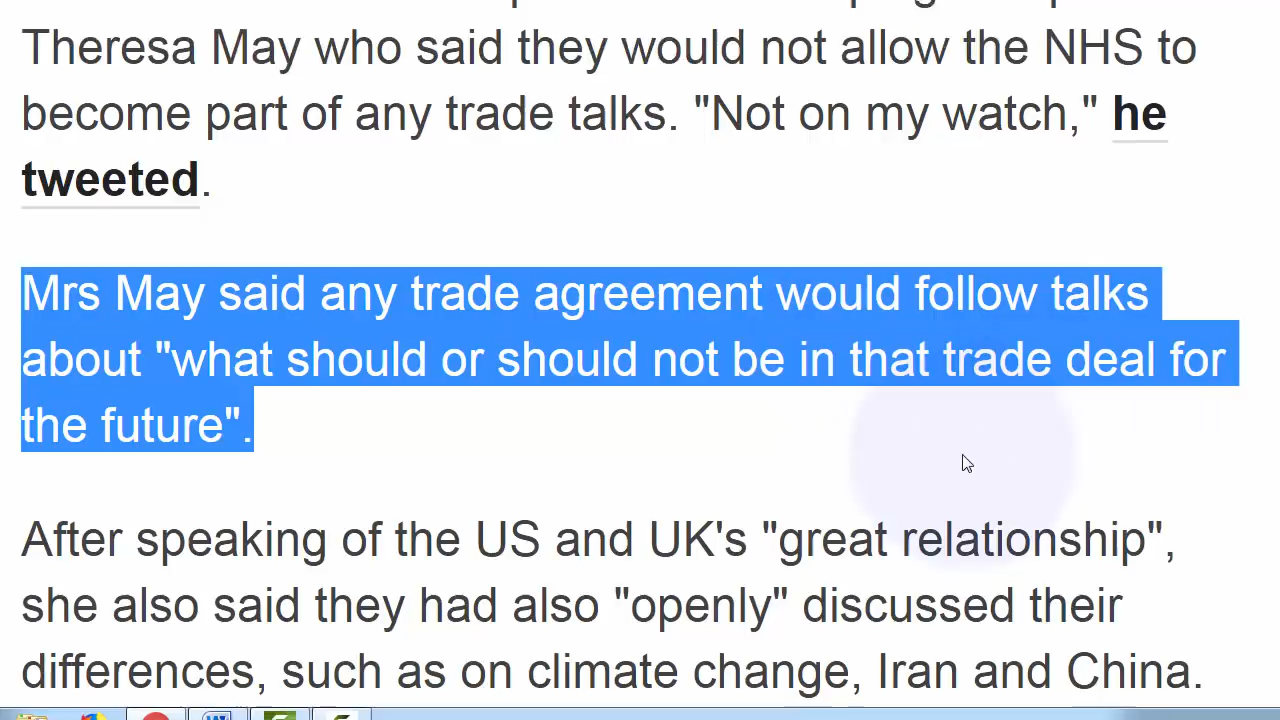 Theresa May who said they would not allow the NHS to
become part of any trade talks. "Not on my watch," he
tweeted.
Mrs May said any trade agreement would follow talks
about "what should or should not be in that trade deal for
the future".
After speaking of the US and UK's "great relationship",
she also said they had also "openly" discussed their
differences, such as on climate change, Iran and China.